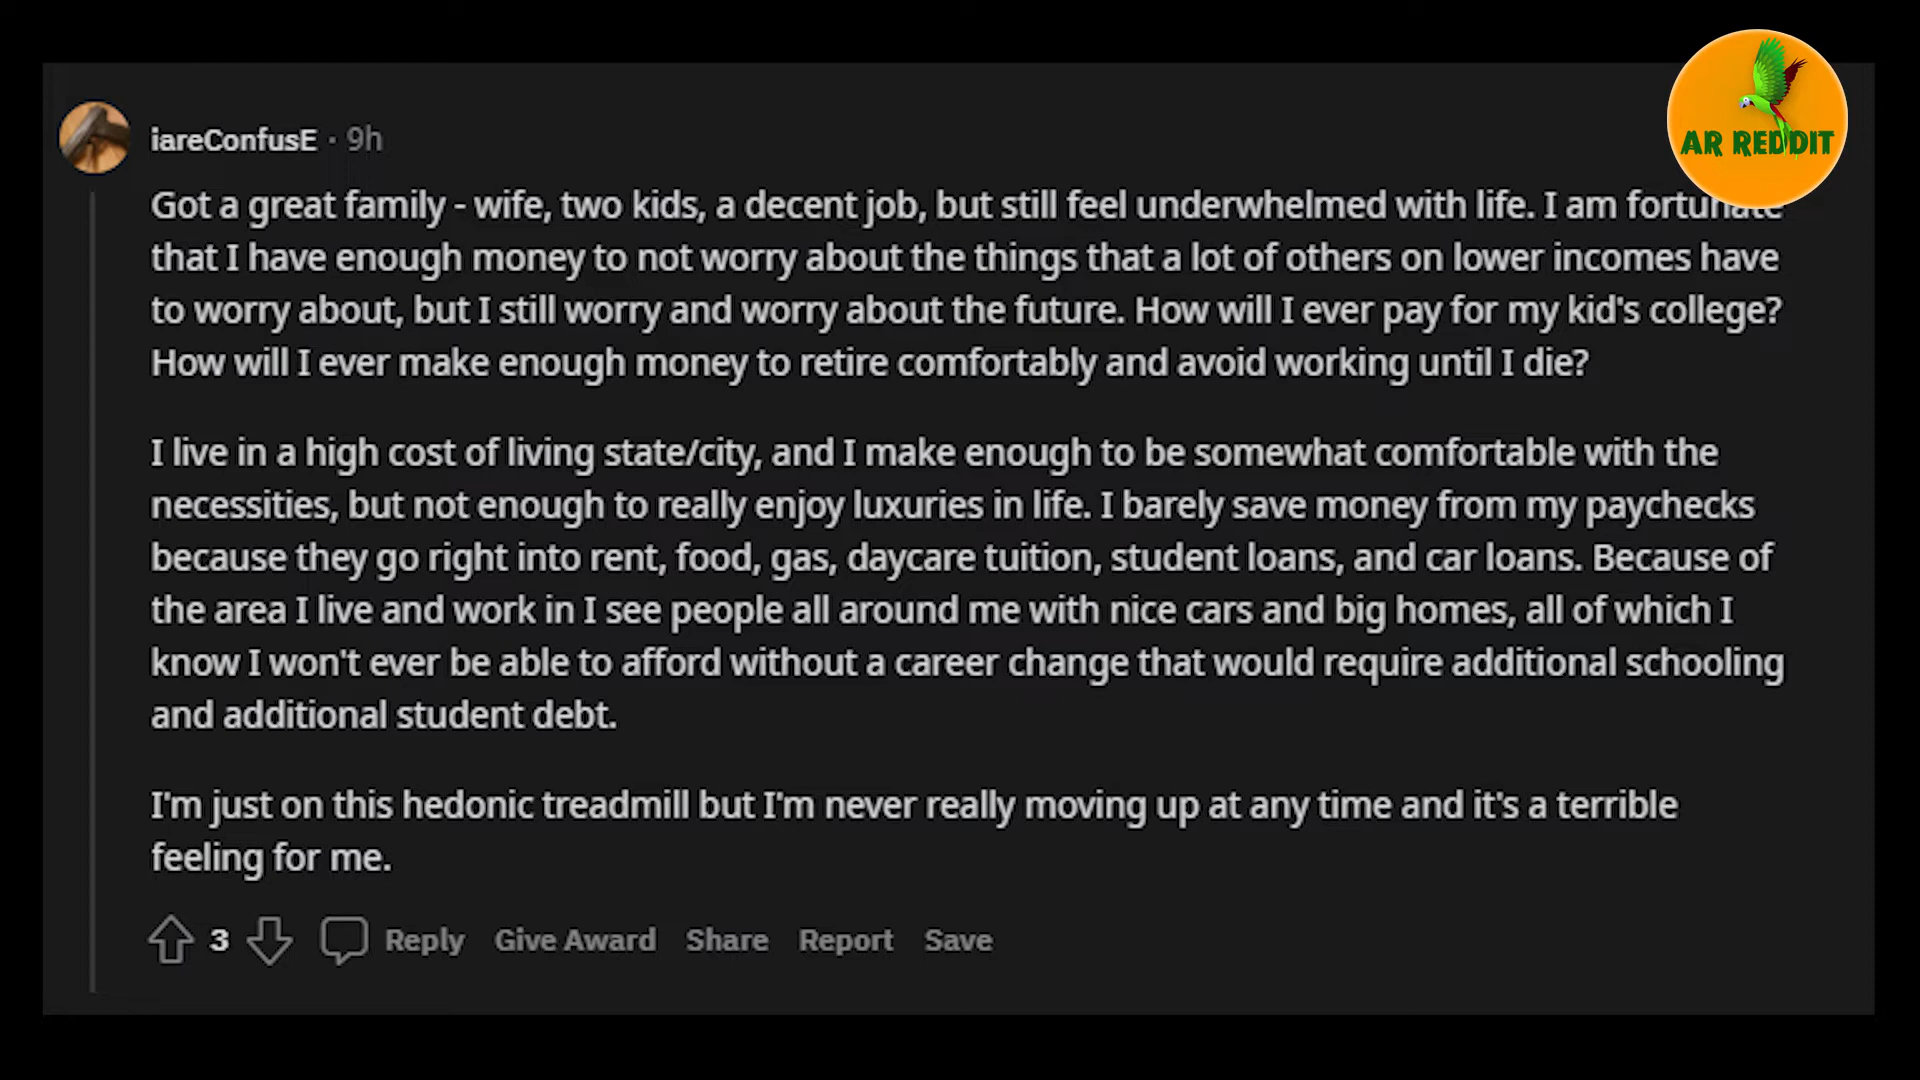 iareConfusE · 9h
AR REDDIT
Got a great family - wife, two kids, a decent job, but still feel underwhelmed with life. I am fortunate
that I have enough money to not worry about the things that a lot of others on lower incomes have
to worry about, but I still worry and worry about the future. How will I ever pay for my kid's college?
How will I ever make enough money to retire comfortably and avoid working until I die?
I live in a high cost of living state/city, and I make enough to be somewhat comfortable with the
necessities, but not enough to really enjoy luxuries in life. I barely save money from my paychecks
because they go right into rent, food, gas, daycare tuition, student loans, and car loans. Because of
the area I live and work in I see people all around me with nice cars and big homes, all of which I
know I won't ever be able to afford without a career change that would require additional schooling
and additional student debt.
I'm just on this hedonic treadmill but I'm never really moving up at any time and it's a terrible
feeling for me.
3 Reply Give Award Share Report Save